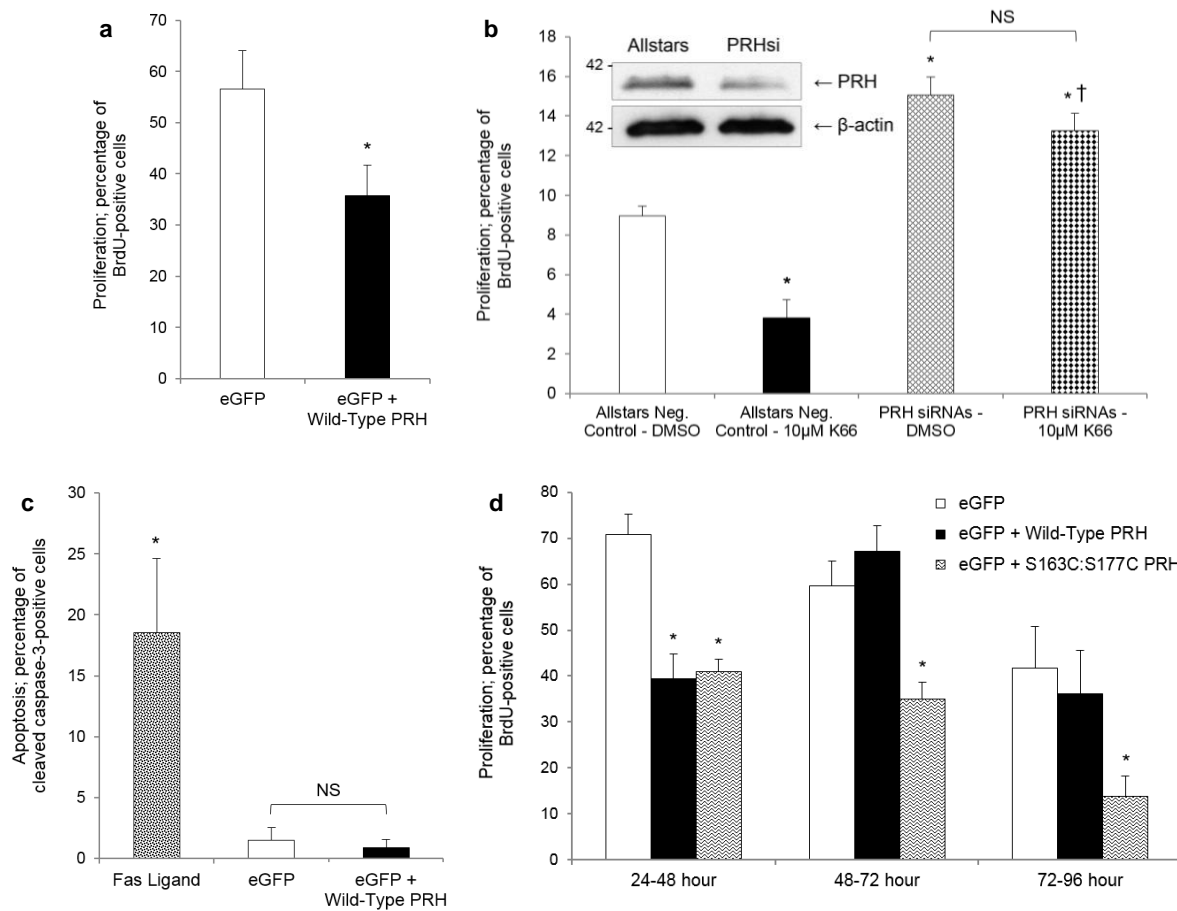 a
Proliferation; percentage of
BrdU-positive cells
70
60
50
40
30
20
10
0
*
eGFP
eGFP +
Wild-Type PRH
b
Proliferation; percentage of
BrdU-positive cells
18
16
14
12
10
8
6
4
2
0
Allstars PRHsi
42
← PRH
42
← β-actin
NS
*
*
* †
Allstars Neg.
Control - DMSO
Allstars Neg.
Control - 10μM K66
PRH siRNAs -
DMSO
PRH siRNAs -
10μM K66
c
Apoptosis; percentage of
cleaved caspase-3-positive cells
30
25
20
15
10
5
0
*
NS
Fas Ligand
eGFP
eGFP +
Wild-Type PRH
d
Proliferation; percentage of
BrdU-positive cells
80
70
60
50
40
30
20
10
0
eGFP
eGFP + Wild-Type PRH
eGFP + S163C:S177C PRH
* *
*
*
24-48 hour
48-72 hour
72-96 hour